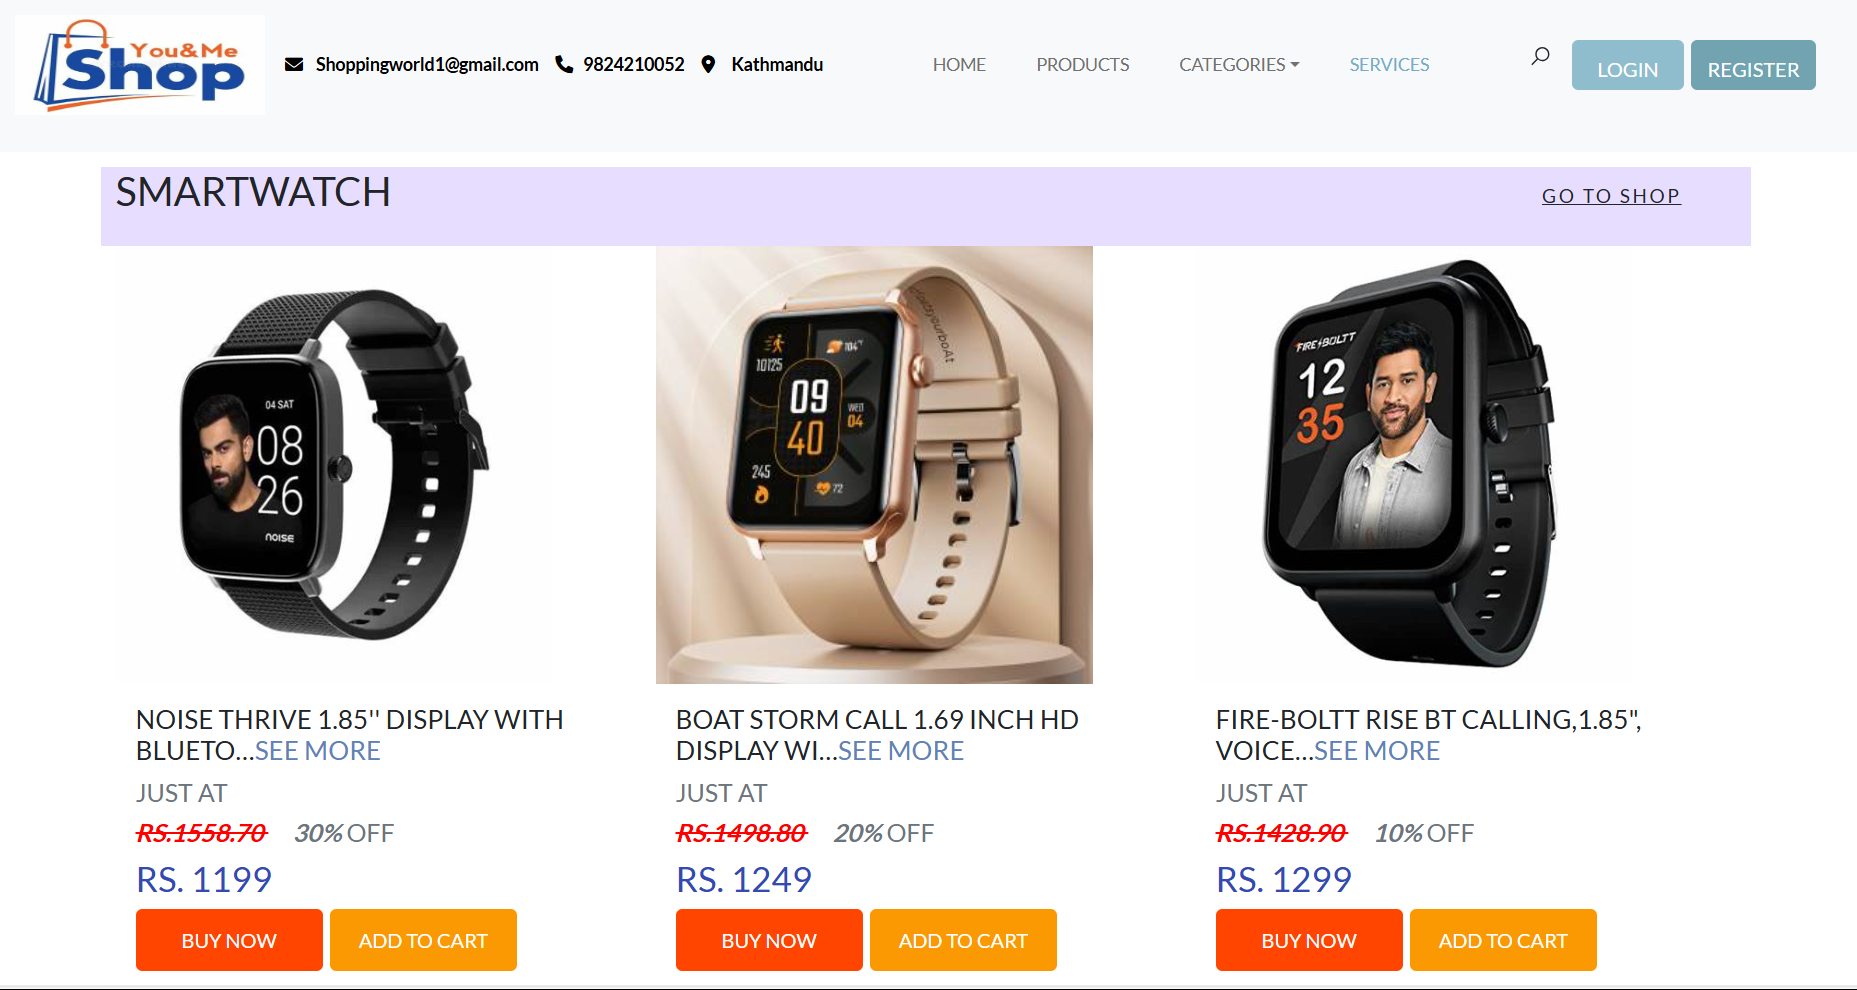 You&Me
Shop
Shoppingworld1@gmail.com 9824210052 Kathmandu
HOME PRODUCTS CATEGORIES SERVICES
LOGIN REGISTER
SMARTWATCH
GO TO SHOP
04 SAT
08
26
NOISE
10125
104
09
40
WED
04
245
72
FIRE-BOLTT
12
35
NOISE THRIVE 1.85'' DISPLAY WITH
BLUETO...SEE MORE
JUST AT
RS.1558.70 30% OFF
RS. 1199
BUY NOW ADD TO CART
BOAT STORM CALL 1.69 INCH HD
DISPLAY WI...SEE MORE
JUST AT
RS.1498.80 20% OFF
RS. 1249
BUY NOW ADD TO CART
FIRE-BOLTT RISE BT CALLING,1.85",
VOICE...SEE MORE
JUST AT
RS.1428.90 10% OFF
RS. 1299
BUY NOW ADD TO CART